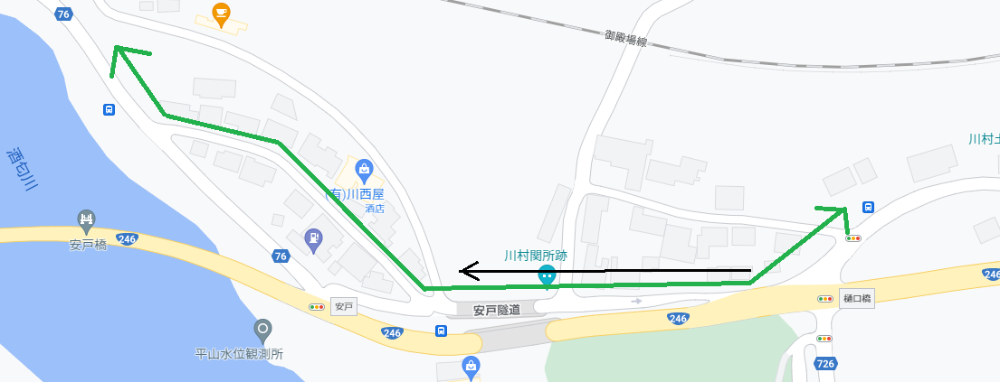 76
御殿場線
川村土
酒匂川
(有)川西屋
酒店
安戸橋
246
76
川村関所跡
246
安戸
安戸隧道
246
246
樋口橋
平山水位観測所
726